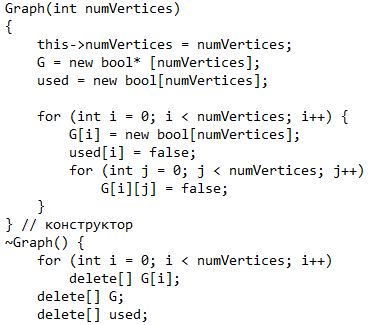 Graph(int numVertices)
{
    this->numVertices = numVertices;
    G = new bool* [numVertices];
    used = new bool[numVertices];

    for (int i = 0; i < numVertices; i++) {
        G[i] = new bool[numVertices];
        used[i] = false;
        for (int j = 0; j < numVertices; j++)
            G[i][j] = false;
    }
} // конструктор
~Graph() {
    for (int i = 0; i < numVertices; i++)
        delete[] G[i];
    delete[] G;
    delete[] used;